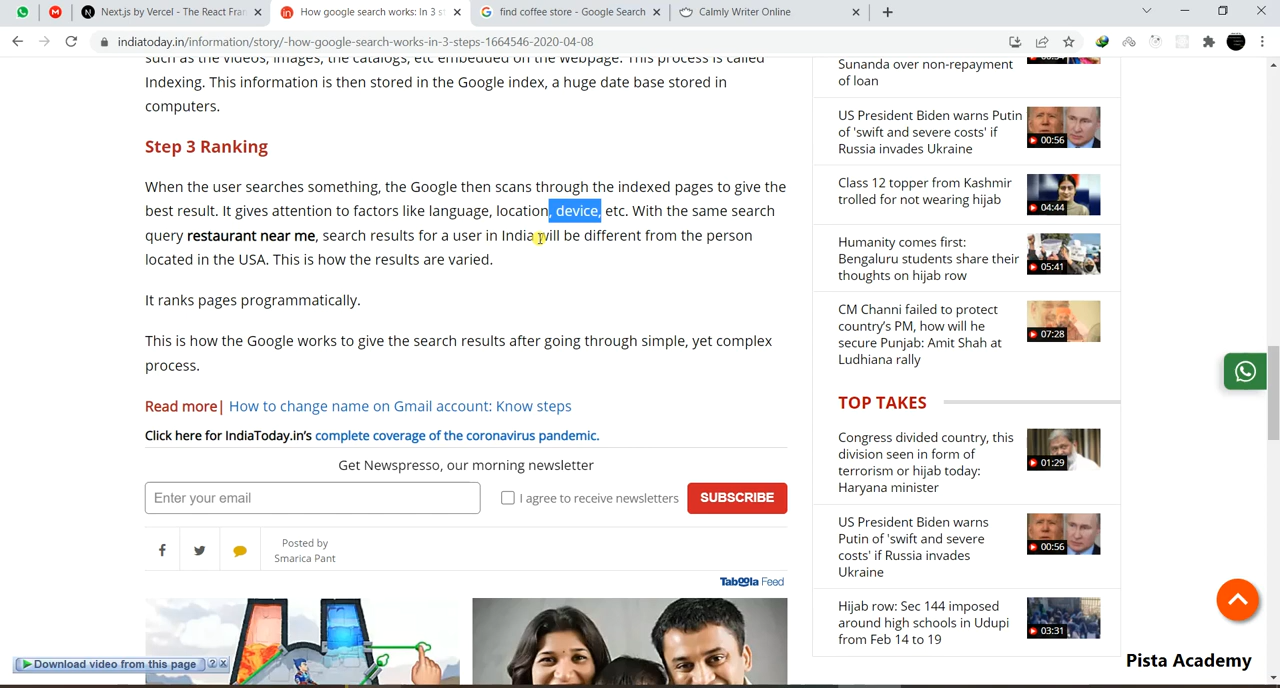 Next.js by Vercel - The React Fra
How google search works: In 3 s
find coffee store - Google Search
Calmly Writer Online
indiatoday.in/information/story/-how-google-search-works-in-3-steps-1664546-2020-04-08
such as the videos, images, the catalogs, etc embedded on the webpage. This process is called
Indexing. This information is then stored in the Google index, a huge date base stored in
computers.
Step 3 Ranking
When the user searches something, the Google then scans through the indexed pages to give the
best result. It gives attention to factors like language, location, device, etc. With the same search
query restaurant near me, search results for a user in India will be different from the person
located in the USA. This is how the results are varied.
It ranks pages programmatically.
This is how the Google works to give the search results after going through simple, yet complex
process.
Read more| How to change name on Gmail account: Know steps
Click here for IndiaToday.in's complete coverage of the coronavirus pandemic.
Get Newspresso, our morning newsletter
Enter your email
I agree to receive newsletters
SUBSCRIBE
Posted by
Smarica Pant
Taboola Feed
Download video from this page ? X
Sunanda over non-repayment
of loan
US President Biden warns Putin
of 'swift and severe costs' if
Russia invades Ukraine
00:56
Class 12 topper from Kashmir
trolled for not wearing hijab
04:44
Humanity comes first:
Bengaluru students share their
thoughts on hijab row
05:41
CM Channi failed to protect
country's PM, how will he
secure Punjab: Amit Shah at
Ludhiana rally
07:28
TOP TAKES
Congress divided country, this
division seen in form of
terrorism or hijab today:
Haryana minister
01:29
US President Biden warns
Putin of 'swift and severe
costs' if Russia invades
Ukraine
00:56
Hijab row: Sec 144 imposed
around high schools in Udupi
from Feb 14 to 19
03:31
Pista Academy